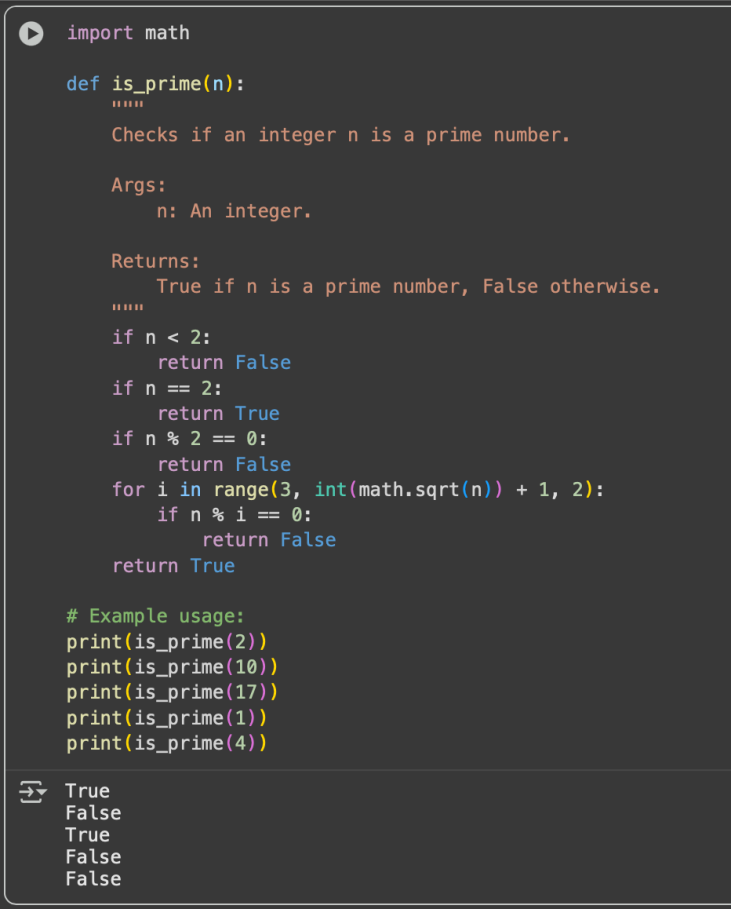 import math

def is_prime(n):
    """
    Checks if an integer n is a prime number.

    Args:
        n: An integer.

    Returns:
        True if n is a prime number, False otherwise.
    """
    if n < 2:
        return False
    if n == 2:
        return True
    if n % 2 == 0:
        return False
    for i in range(3, int(math.sqrt(n)) + 1, 2):
        if n % i == 0:
            return False
    return True

# Example usage:
print(is_prime(2))
print(is_prime(10))
print(is_prime(17))
print(is_prime(1))
print(is_prime(4))
True
False
True
False
False